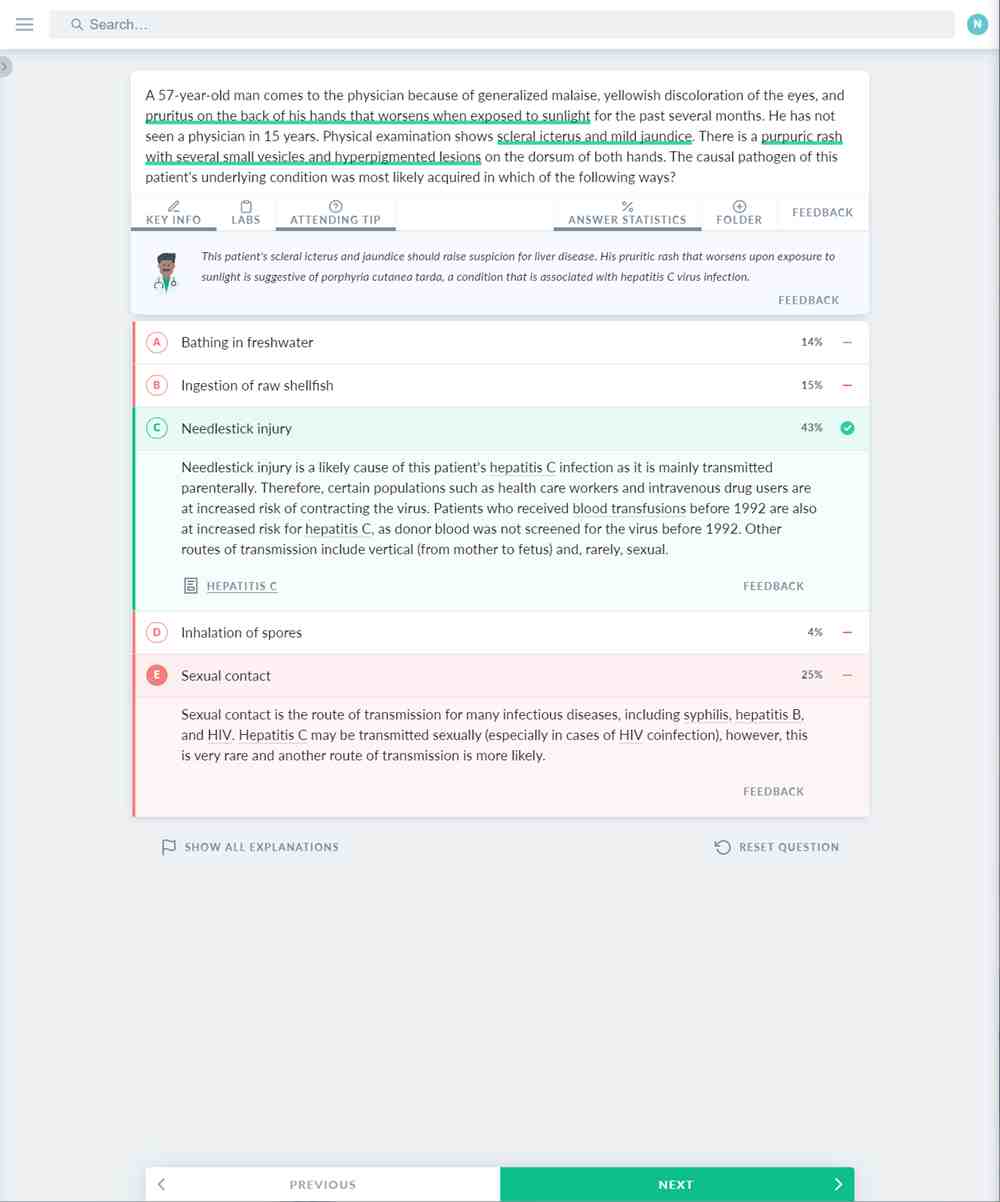 Search...
N
A 57-year-old man comes to the physician because of generalized malaise, yellowish discoloration of the eyes, and
pruritus on the back of his hands that worsens when exposed to sunlight for the past several months. He has not
seen a physician in 15 years. Physical examination shows scleral icterus and mild jaundice. There is a purpuric rash
with several small vesicles and hyperpigmented lesions on the dorsum of both hands. The causal pathogen of this
patient's underlying condition was most likely acquired in which of the following ways?
KEY INFO
LABS
ATTENDING TIP
ANSWER STATISTICS
FOLDER
FEEDBACK
This patient's scleral icterus and jaundice should raise suspicion for liver disease. His pruritic rash that worsens upon exposure to
sunlight is suggestive of porphyria cutanea tarda, a condition that is associated with hepatitis C virus infection.
FEEDBACK
A Bathing in freshwater 14%
B Ingestion of raw shellfish 15%
C Needlestick injury 43%
Needlestick injury is a likely cause of this patient's hepatitis C infection as it is mainly transmitted
parenterally. Therefore, certain populations such as health care workers and intravenous drug users are
at increased risk of contracting the virus. Patients who received blood transfusions before 1992 are also
at increased risk for hepatitis C, as donor blood was not screened for the virus before 1992. Other
routes of transmission include vertical (from mother to fetus) and, rarely, sexual.
HEPATITIS C FEEDBACK
D Inhalation of spores 4%
E Sexual contact 25%
Sexual contact is the route of transmission for many infectious diseases, including syphilis, hepatitis B,
and HIV. Hepatitis C may be transmitted sexually (especially in cases of HIV coinfection), however, this
is very rare and another route of transmission is more likely.
FEEDBACK
SHOW ALL EXPLANATIONS RESET QUESTION
PREVIOUS NEXT